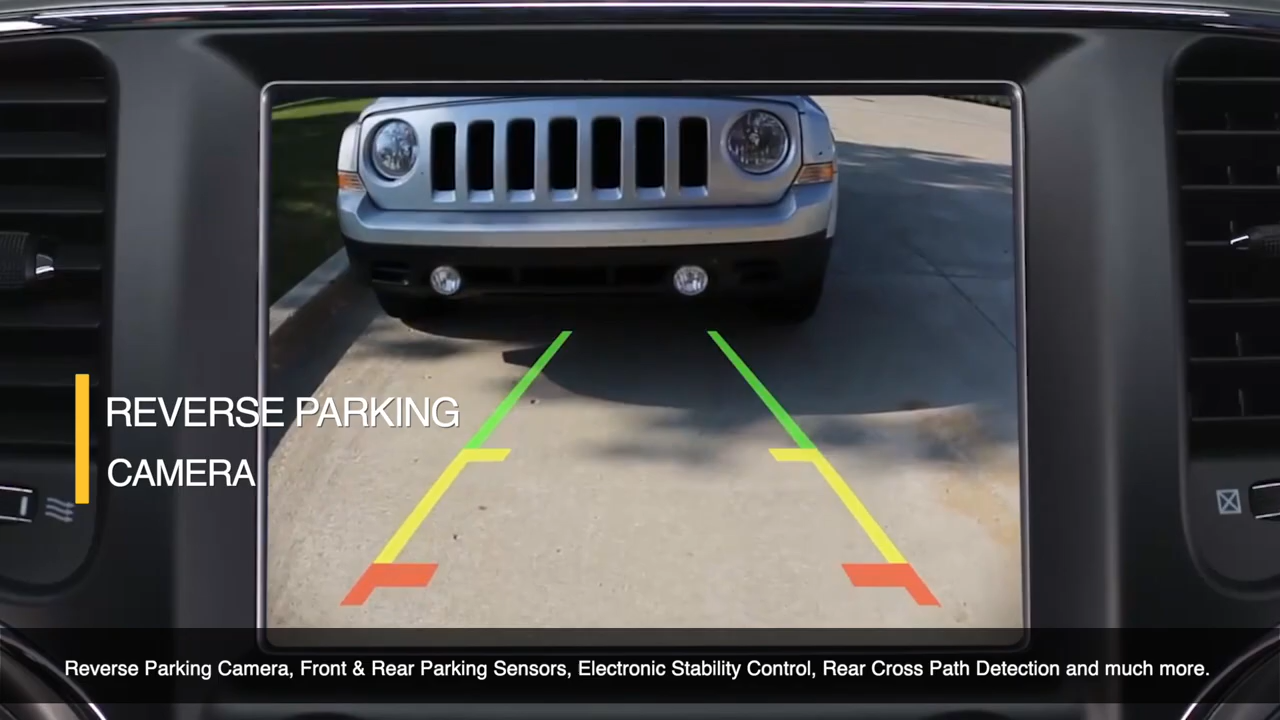 REVERSE PARKING
CAMERA
Reverse Parking Camera, Front & Rear Parking Sensors, Electronic Stability Control, Rear Cross Path Detection and much more.